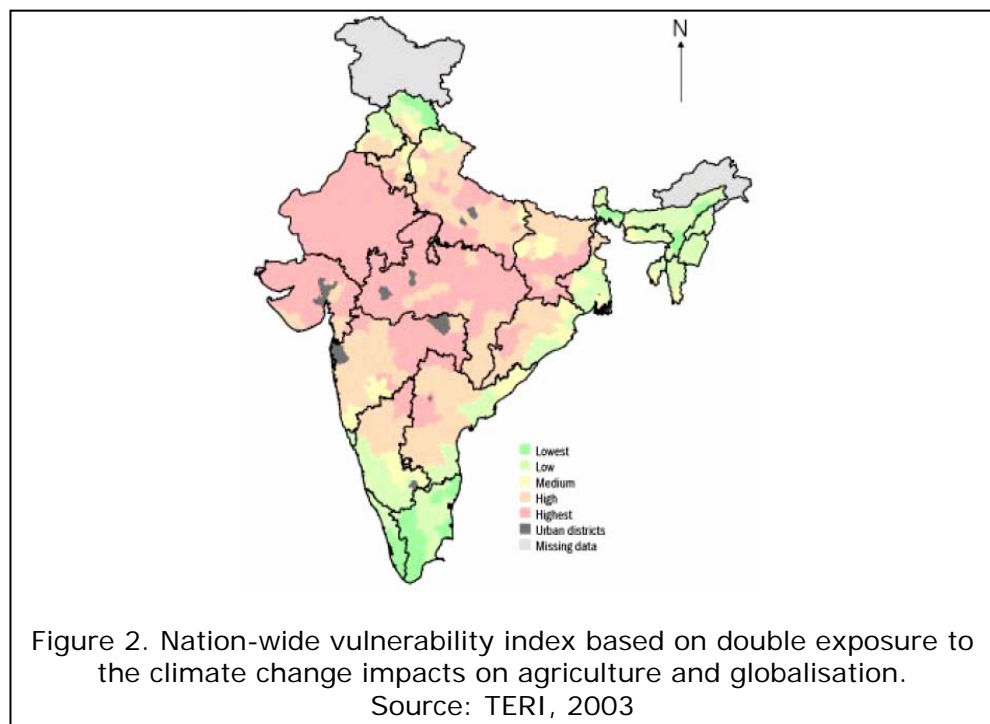 N
Lowest
Low
Medium
High
Highest
Urban districts
Missing data
Figure 2. Nation-wide vulnerability index based on double exposure to
the climate change impacts on agriculture and globalisation.
Source: TERI, 2003